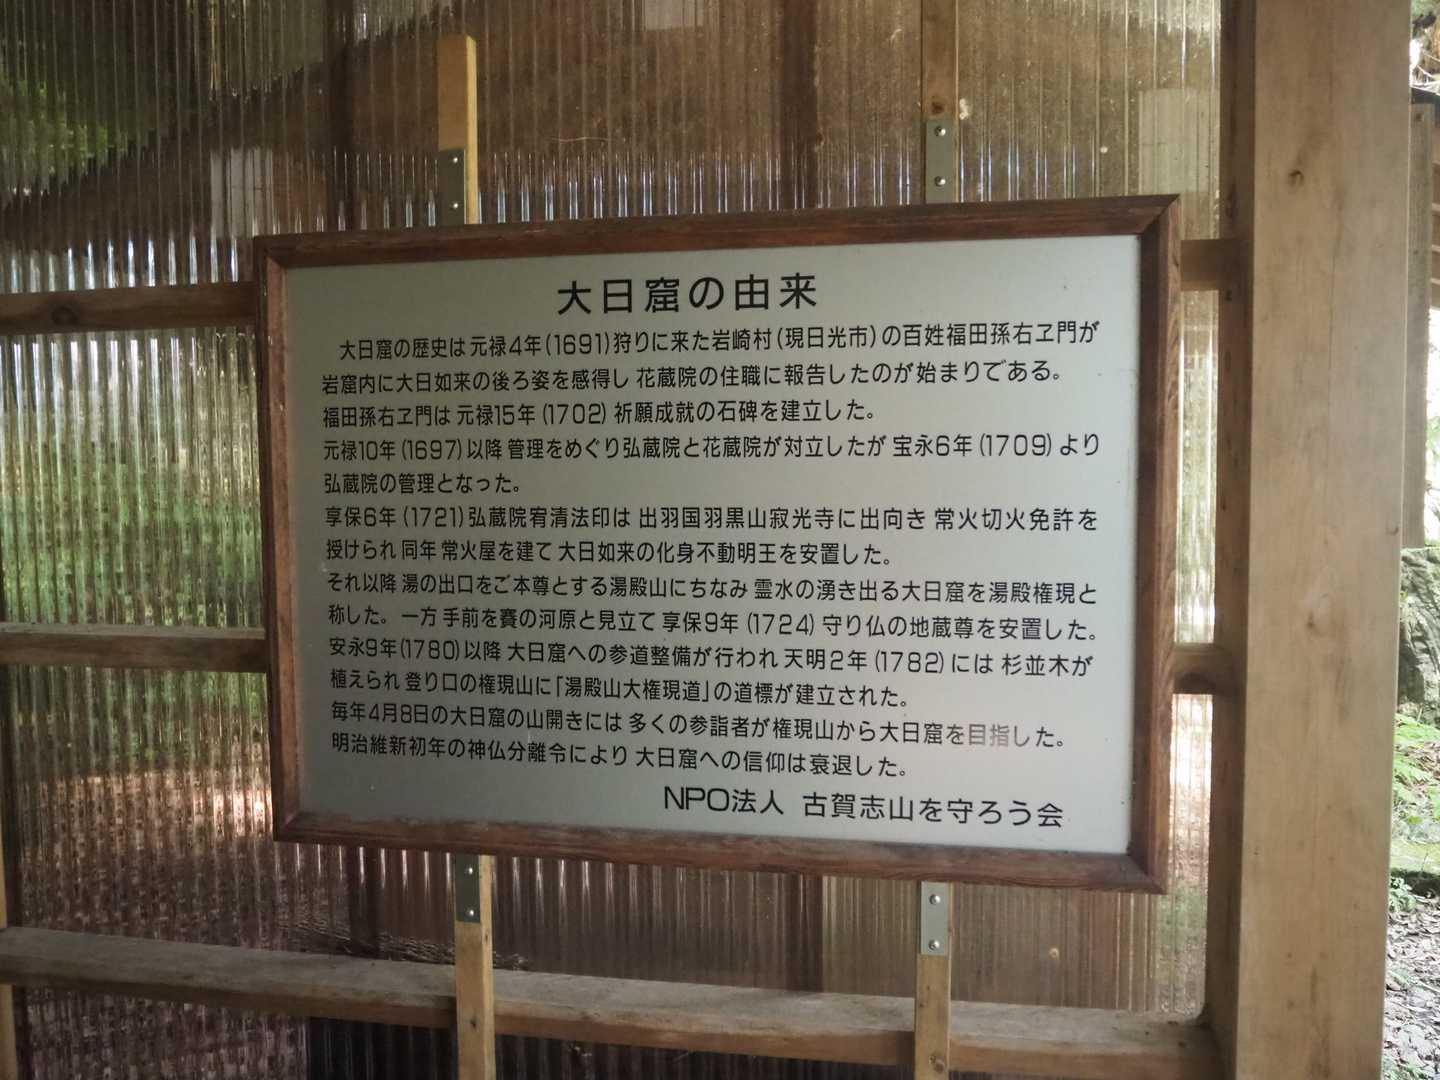 大日窟の由来
大日窟の歴史は 元禄4年(1691)狩りに来た岩崎村(現日光市)の百姓福田孫右ヱ門が
岩窟内に大日如来の後ろ姿を感得し 花蔵院の住職に報告したのが始まりである。
福田孫右ヱ門は 元禄15年(1702)祈願成就の石碑を建立した。
元禄10年(1697)以降 管理をめぐり弘蔵院と花蔵院が対立したが 宝永6年(1709)より
弘蔵院の管理となった。
享保6年(1721)弘蔵院宥清法印は 出羽国羽黒山寂光寺に出向き 常火切火免許を
授けられ 同年 常火屋を建て 大日如来の化身不動明王を安置した。
それ以降 湯の出口をご本尊とする湯殿山にちなみ 霊水の湧き出る大日窟を湯殿権現と
称した。一方 手前を賽の河原と見立て 享保9年(1724)守り仏の地蔵尊を安置した。
安永9年(1780)以降 大日窟への参道整備が行われ 天明2年(1782)には 杉並木が
植えられ 登り口の権現山に「湯殿山大権現道」の道標が建立された。
毎年4月8日の大日窟の山開きには 多くの参詣者が権現山から大日窟を目指した。
明治維新初年の神仏分離令により 大日窟への信仰は衰退した。
NPO法人 古賀志山を守ろう会